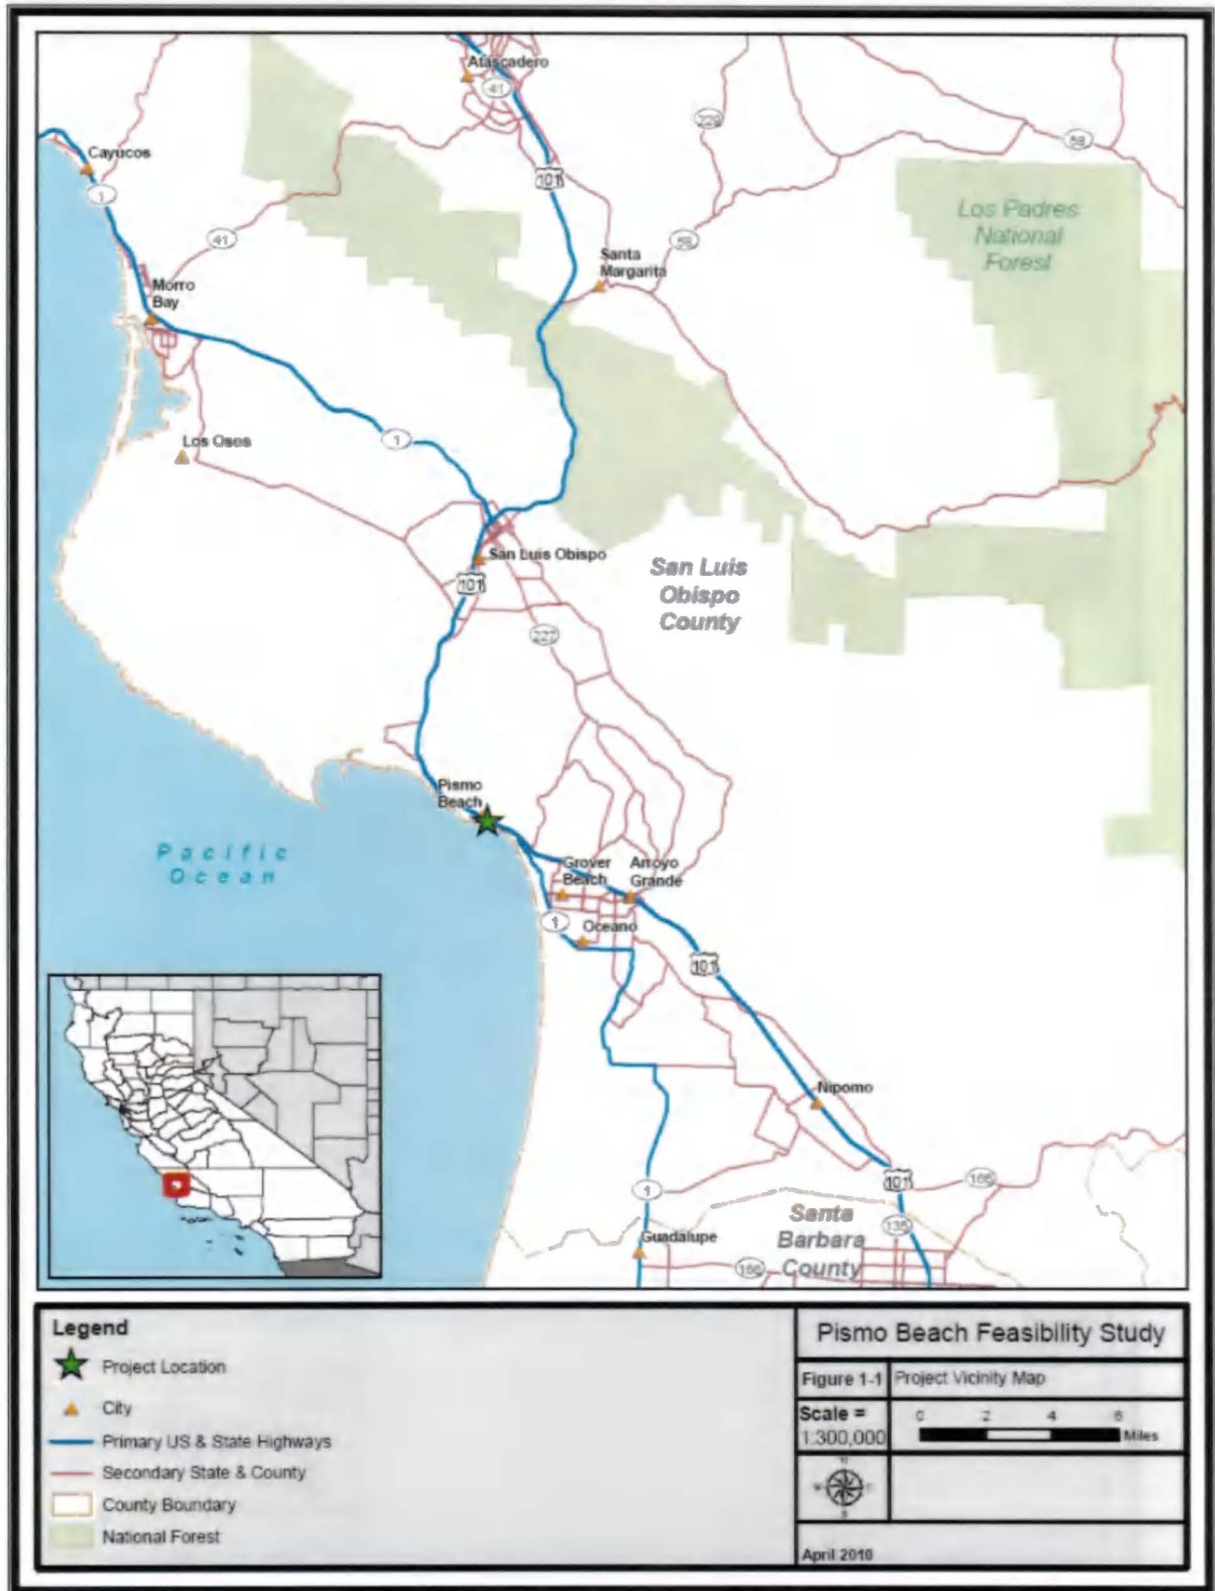 Atascadero
41
229
58
Cayucos
1
101
Los Padres
National
Forest
41
58
Santa
Margarita
Morro
Bay
Los Osos
1
San Luis Obispo
101
San Luis
Obispo
County
227
Pismo
Beach
Pacific
Ocean
Grover
Beach
Arroyo
Grande
1
Oceano
101
Nipomo
101
166
1
Santa
Barbara
County
135
Guadalupe
166
Legend
Project Location
City
Primary US & State Highways
Secondary State & County
County Boundary
National Forest
Pismo Beach Feasibility Study
Figure 1-1
Project Vicinity Map
Scale =
1:300,000
0 2 4 6
Miles
N
W E
S
April 2010